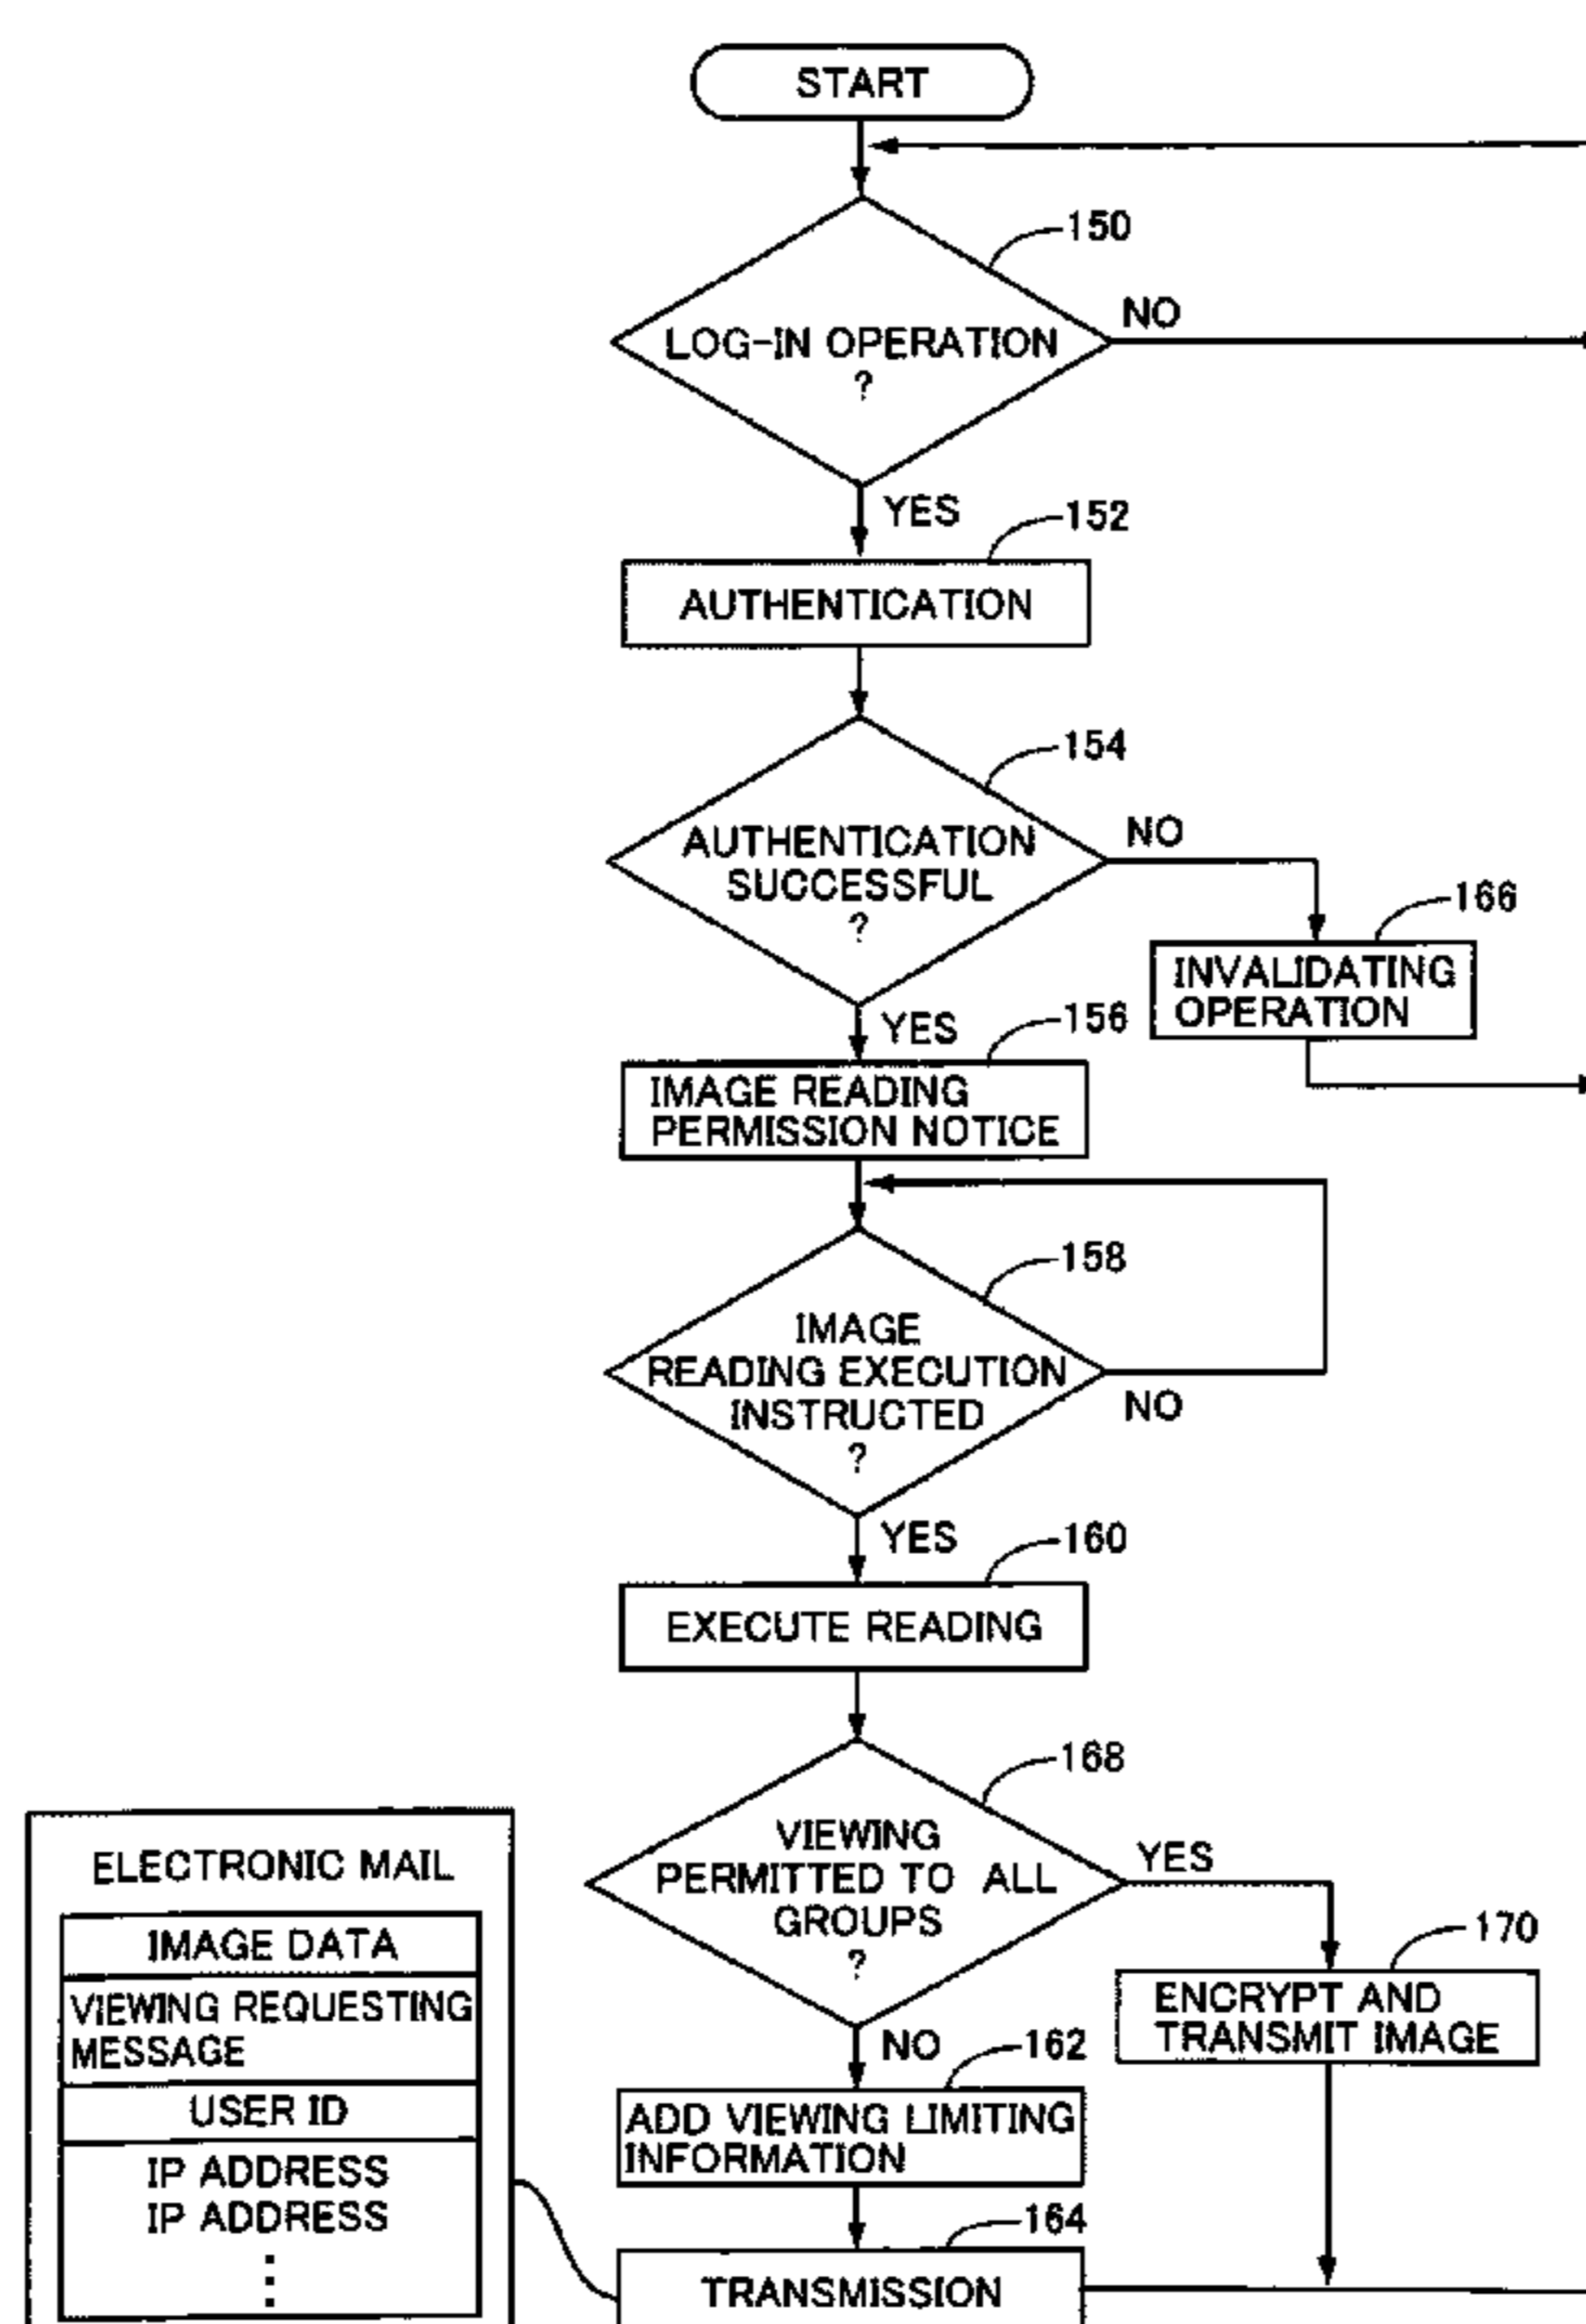 START
150
LOG-IN OPERATION
?
NO
YES
152
AUTHENTICATION
154
AUTHENTICATION
SUCCESSFUL
?
NO
166
INVALIDATING
OPERATION
YES
156
IMAGE READING
PERMISSION NOTICE
158
IMAGE
READING EXECUTION
INSTRUCTED
?
NO
YES
160
EXECUTE READING
168
VIEWING
PERMITTED TO ALL
GROUPS
?
YES
170
ENCRYPT AND
TRANSMIT IMAGE
NO
162
ADD VIEWING LIMITING
INFORMATION
164
TRANSMISSION
ELECTRONIC MAIL
IMAGE DATA
VIEWING REQUESTING
MESSAGE
USER ID
IP ADDRESS
IP ADDRESS
⋮